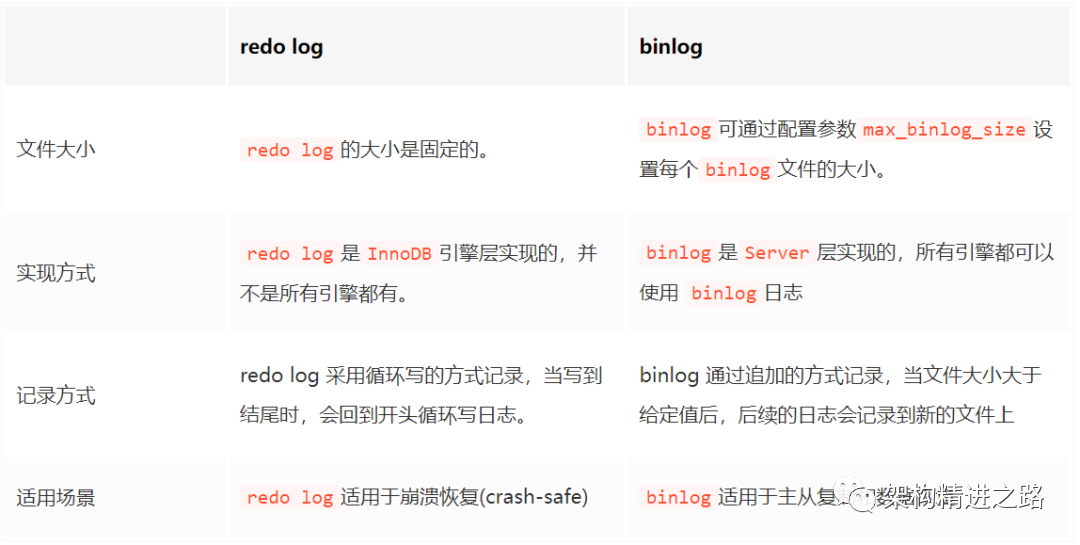 redo log
binlog
文件大小
redo log 的大小是固定的。
binlog 可通过配置参数 max_binlog_size 设
置每个 binlog 文件的大小。
实现方式
redo log 是 InnoDB 引擎层实现的，并
不是所有引擎都有。
binlog 是 Server 层实现的，所有引擎都可以
使用 binlog 日志
记录方式
redo log 采用循环写的方式记录，当写到
结尾时，会回到开头循环写日志。
binlog 通过追加的方式记录，当文件大小大于
给定值后，后续的日志会记录到新的文件上
适用场景
redo log 适用于崩溃恢复(crash-safe)
binlog 适用于主从复
架构精进之路